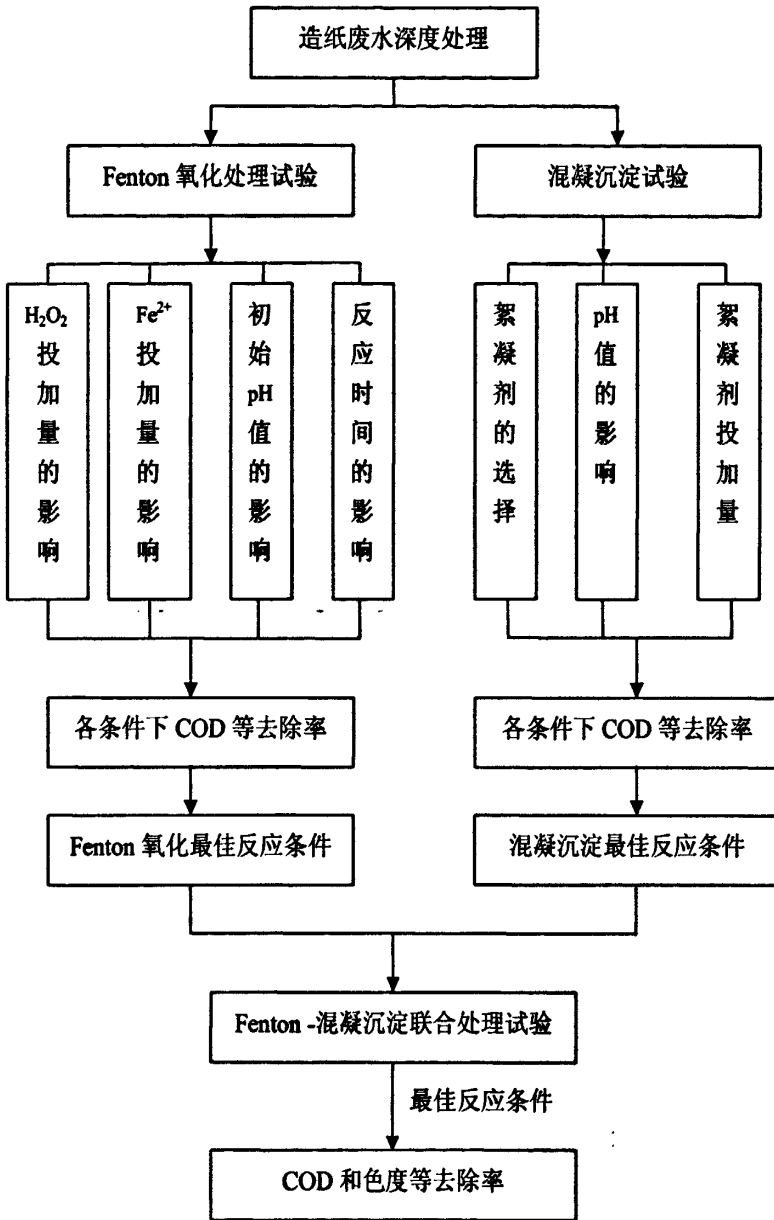 造纸废水深度处理
Fenton 氧化处理试验
混凝沉淀试验
H₂O₂投加量的影响
Fe²⁺投加量的影响
初始pH值的影响
反应时间的影响
絮凝剂的选择
pH值的影响
絮凝剂投加量
各条件下 COD 等去除率
各条件下 COD 等去除率
Fenton 氧化最佳反应条件
混凝沉淀最佳反应条件
Fenton -混凝沉淀联合处理试验
最佳反应条件
COD 和色度等去除率